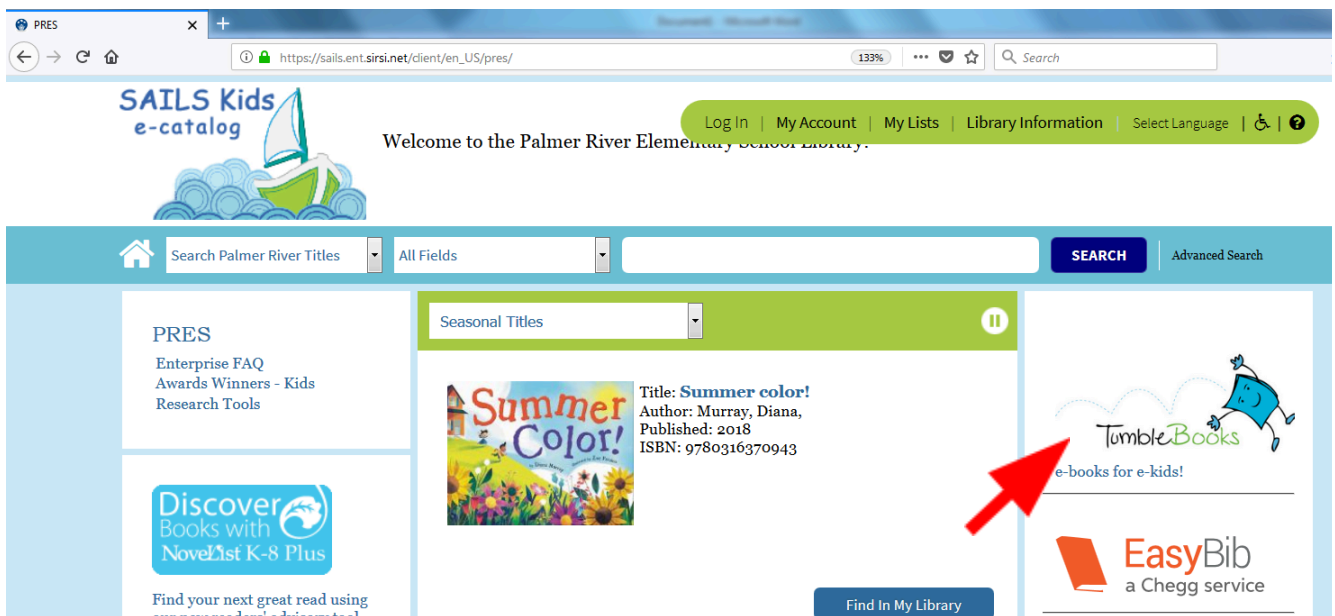 PRES
https://sails.ent.sirsi.net/client/en_US/pres/
133%
Search
SAILS Kids
e-catalog
Welcome to the Palmer River Elementary School Library!
Log In | My Account | My Lists | Library Information | Select Language
Search Palmer River Titles
All Fields
SEARCH
Advanced Search
PRES
Enterprise FAQ
Awards Winners - Kids
Research Tools
Discover
Books with
NoveList K-8 Plus
Find your next great read using
Seasonal Titles
Summer
Color!
Title: Summer color!
Author: Murray, Diana,
Published: 2018
ISBN: 9780316370943
Find In My Library
TumbleBooks
e-books for e-kids!
EasyBib
a Chegg service